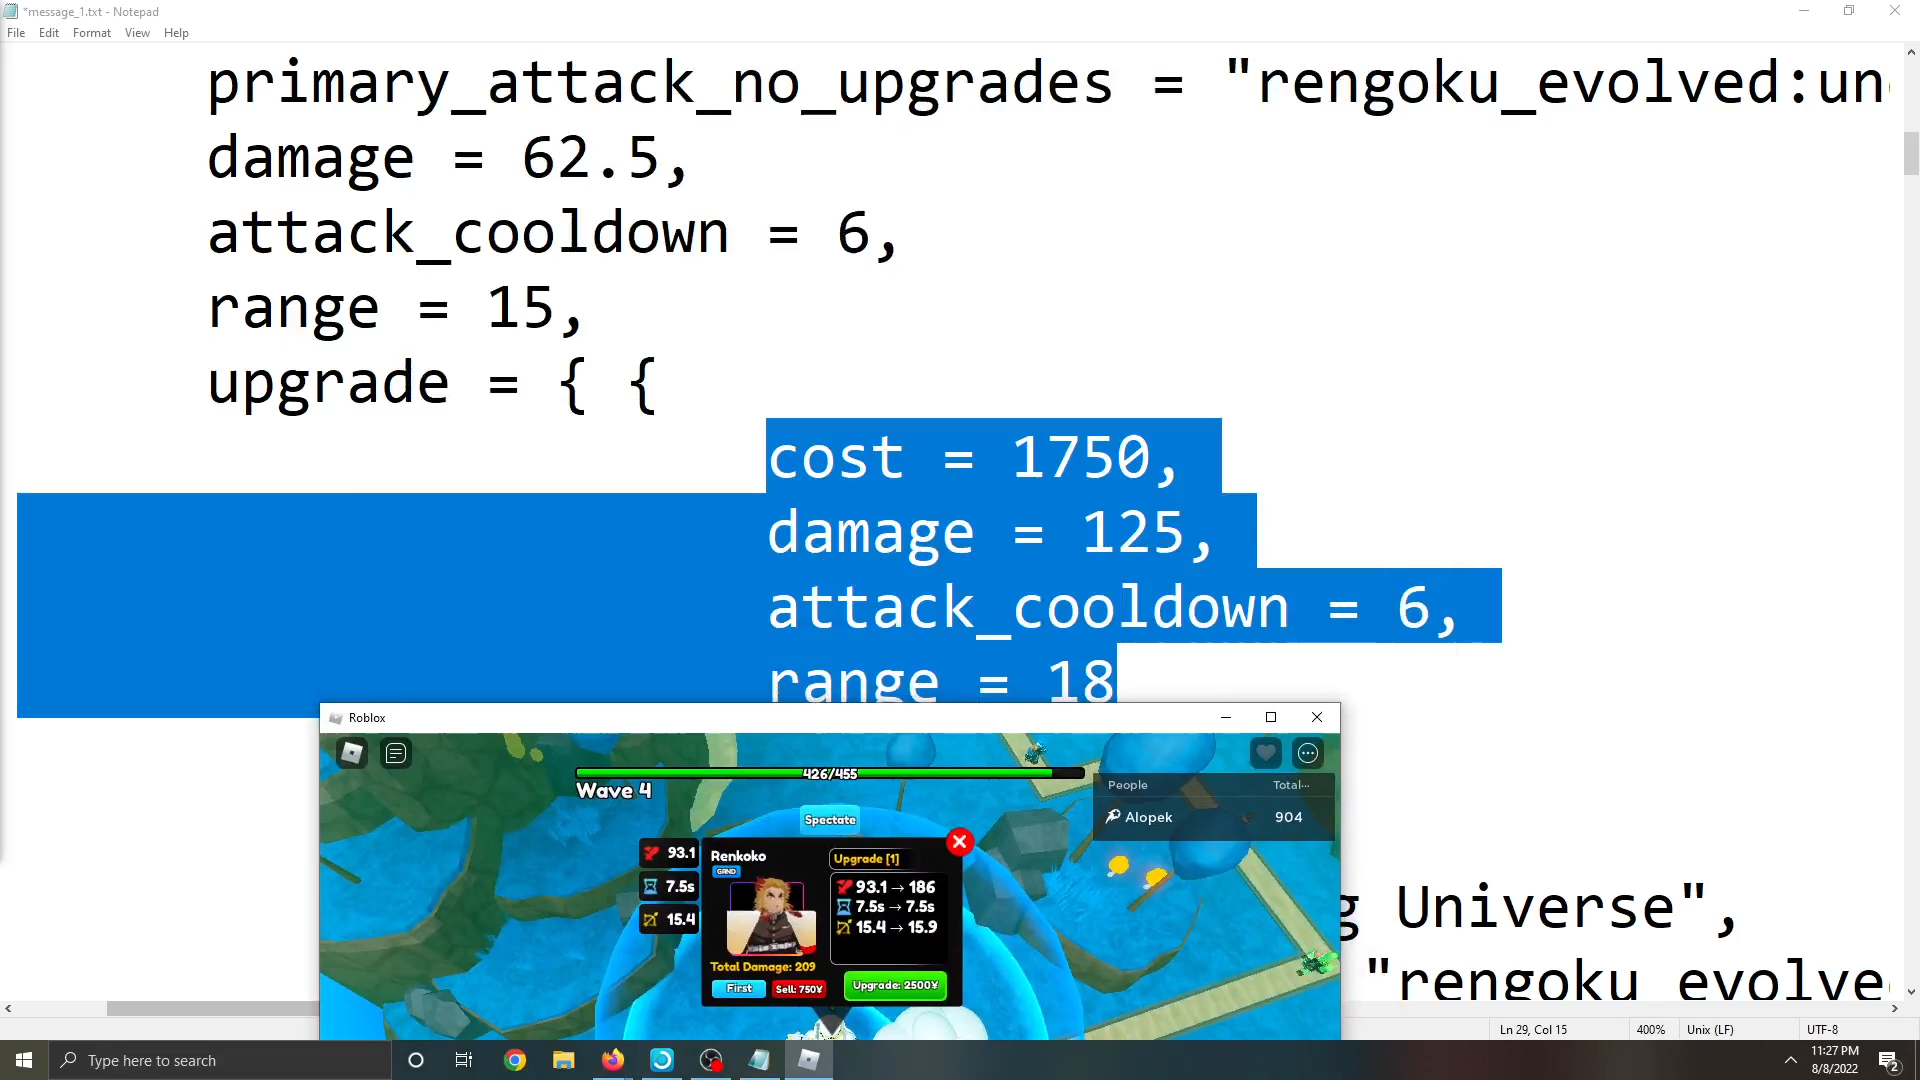 *message_1.txt - Notepad
File Edit Format View Help
primary_attack_no_upgrades = "rengoku_evolved:un
damage = 62.5,
attack_cooldown = 6,
range = 15,
upgrade = { {
cost = 1750,
damage = 125,
attack_cooldown = 6,
range = 18
Roblox
426/455
Wave 4
People Total...
Alopek 904
Spectate
93.1
7.5s
15.4
Renkoko
GRND
Upgrade [1]
93.1 → 186
7.5s → 7.5s
15.4 → 15.9
Total Damage: 209
First
Sell: 750¥
Upgrade: 2500¥
g Universe",
"rengoku_evolve
Ln 29, Col 15
400%
Unix (LF)
UTF-8
Type here to search
11:27 PM
8/8/2022
2